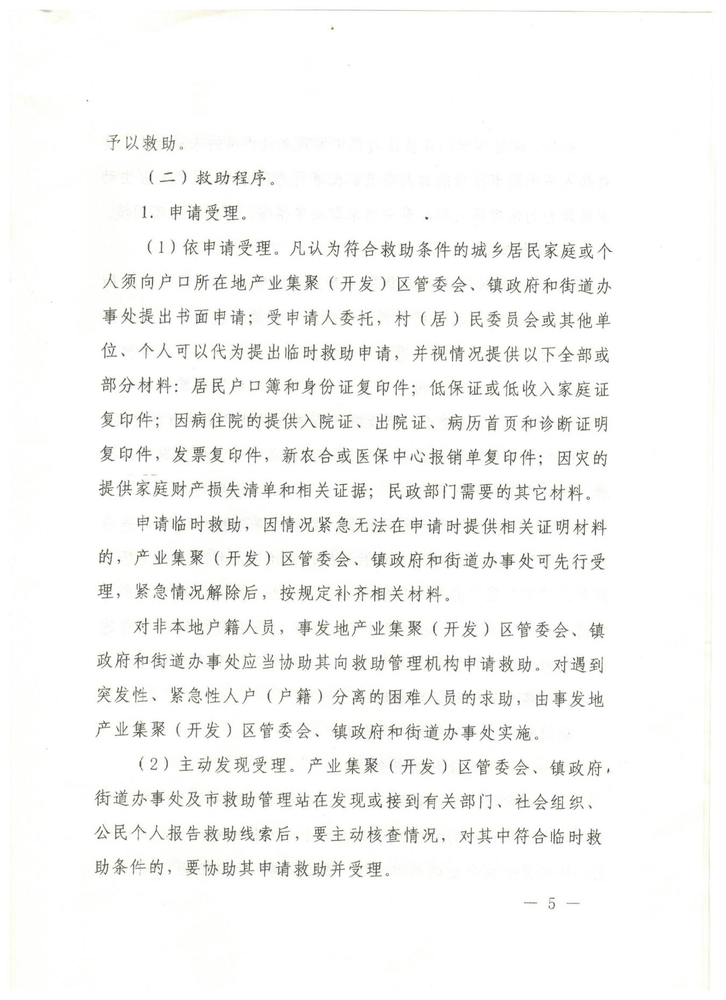 予以救助。
（二）救助程序。
1. 申请受理。
（1）依申请受理。凡认为符合救助条件的城乡居民家庭或个
人须向户口所在地产业集聚（开发）区管委会、镇政府和街道办
事处提出书面申请；受申请人委托，村（居）民委员会或其他单
位、个人可以代为提出临时救助申请，并视情况提供以下全部或
部分材料：居民户口簿和身份证复印件；低保证或低收入家庭证
复印件；因病住院的提供入院证、出院证、病历首页和诊断证明
复印件，发票复印件，新农合或医保中心报销单复印件；因灾的
提供家庭财产损失清单和相关证据；民政部门需要的其它材料。
申请临时救助，因情况紧急无法在申请时提供相关证明材料
的，产业集聚（开发）区管委会、镇政府和街道办事处可先行受
理，紧急情况解除后，按规定补齐相关材料。
对非本地户籍人员，事发地产业集聚（开发）区管委会、镇
政府和街道办事处应当协助其向救助管理机构申请救助。对遇到
突发性、紧急性人户（户籍）分离的困难人员的求助，由事发地
产业集聚（开发）区管委会、镇政府和街道办事处实施。
（2）主动发现受理。产业集聚（开发）区管委会、镇政府、
街道办事处及市救助管理站在发现或接到有关部门、社会组织、
公民个人报告救助线索后，要主动核查情况，对其中符合临时救
助条件的，要协助其申请救助并受理。
— 5 —